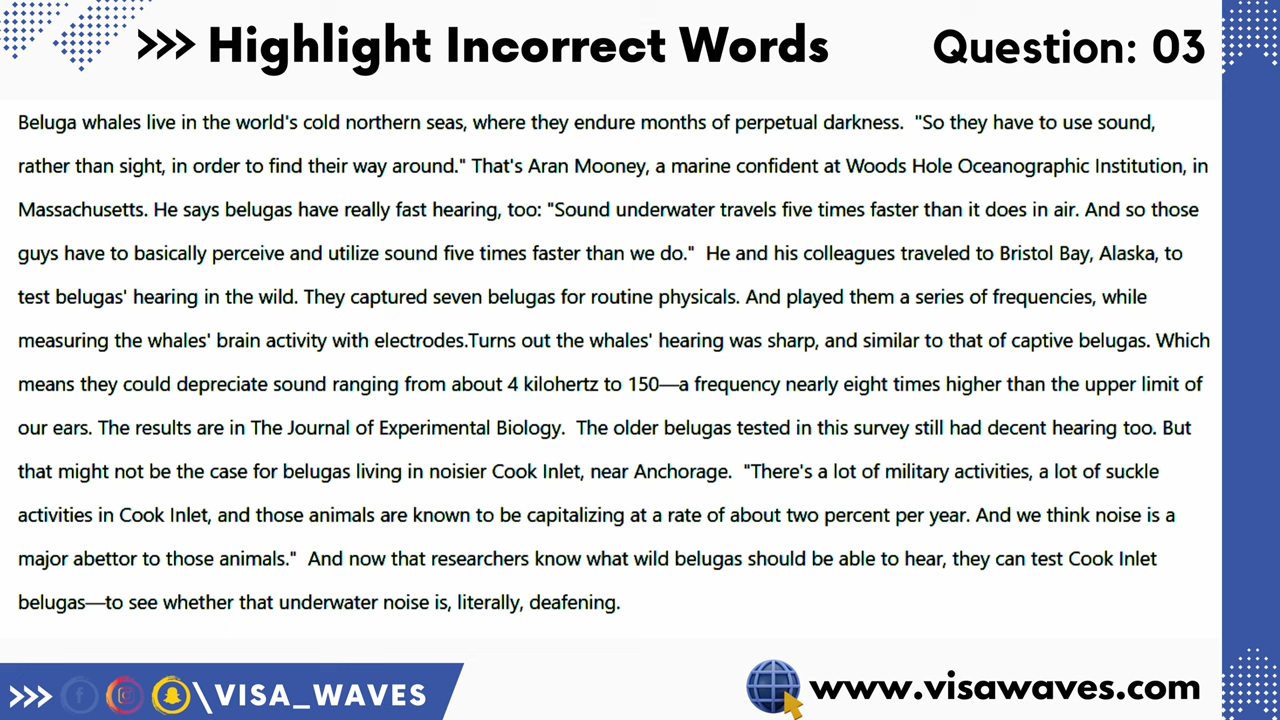 >>> Highlight Incorrect Words
Question: 03
Beluga whales live in the world's cold northern seas, where they endure months of perpetual darkness.  "So they have to use sound,
rather than sight, in order to find their way around." That's Aran Mooney, a marine confident at Woods Hole Oceanographic Institution, in
Massachusetts. He says belugas have really fast hearing, too: "Sound underwater travels five times faster than it does in air. And so those
guys have to basically perceive and utilize sound five times faster than we do."  He and his colleagues traveled to Bristol Bay, Alaska, to
test belugas' hearing in the wild. They captured seven belugas for routine physicals. And played them a series of frequencies, while
measuring the whales' brain activity with electrodes.Turns out the whales' hearing was sharp, and similar to that of captive belugas. Which
means they could depreciate sound ranging from about 4 kilohertz to 150—a frequency nearly eight times higher than the upper limit of
our ears. The results are in The Journal of Experimental Biology.  The older belugas tested in this survey still had decent hearing too. But
that might not be the case for belugas living in noisier Cook Inlet, near Anchorage.  "There's a lot of military activities, a lot of suckle
activities in Cook Inlet, and those animals are known to be capitalizing at a rate of about two percent per year. And we think noise is a
major abettor to those animals."  And now that researchers know what wild belugas should be able to hear, they can test Cook Inlet
belugas—to see whether that underwater noise is, literally, deafening.
>>> \VISA_WAVES
www.visawaves.com